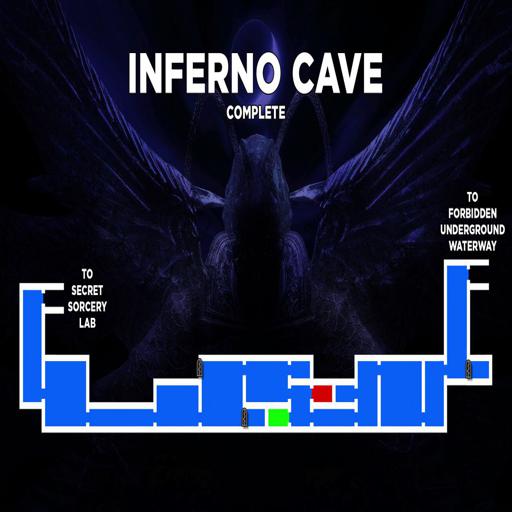 INFERNO CAVE
COMPLETE
TO
FORBIDDEN
UNDERGROUND
WATERWAY
TO
SECRET
SORCERY
LAB